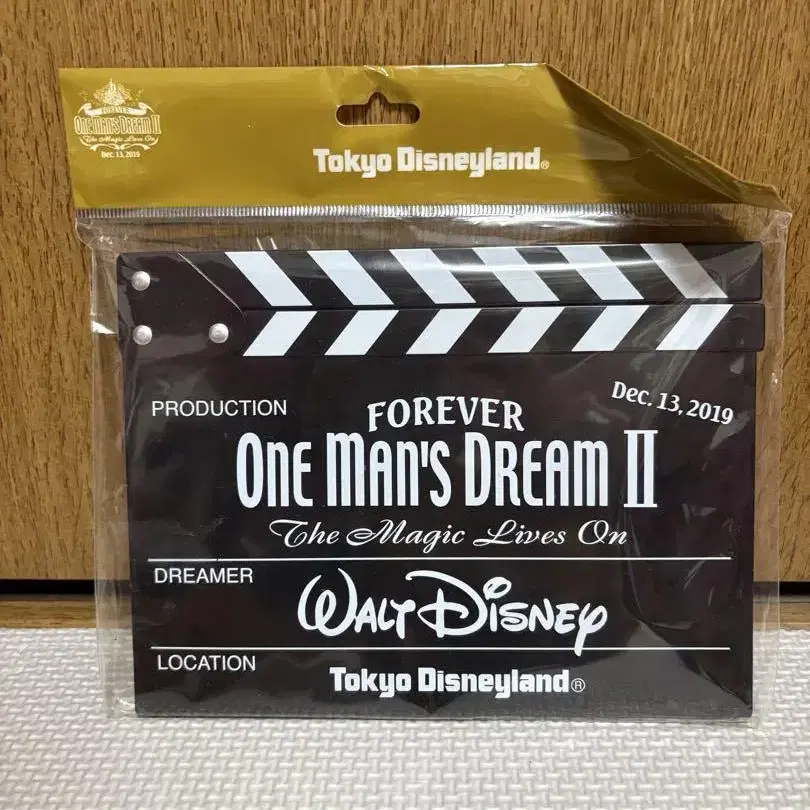 FOREVER
ONE MAN'S DREAM II
The Magic Lives On
Dec. 13, 2019
Tokyo Disneyland®
PRODUCTION
FOREVER
Dec. 13, 2019
ONE MAN'S DREAM II
The Magic Lives On
DREAMER
WALT DISNEY
LOCATION
Tokyo Disneyland®